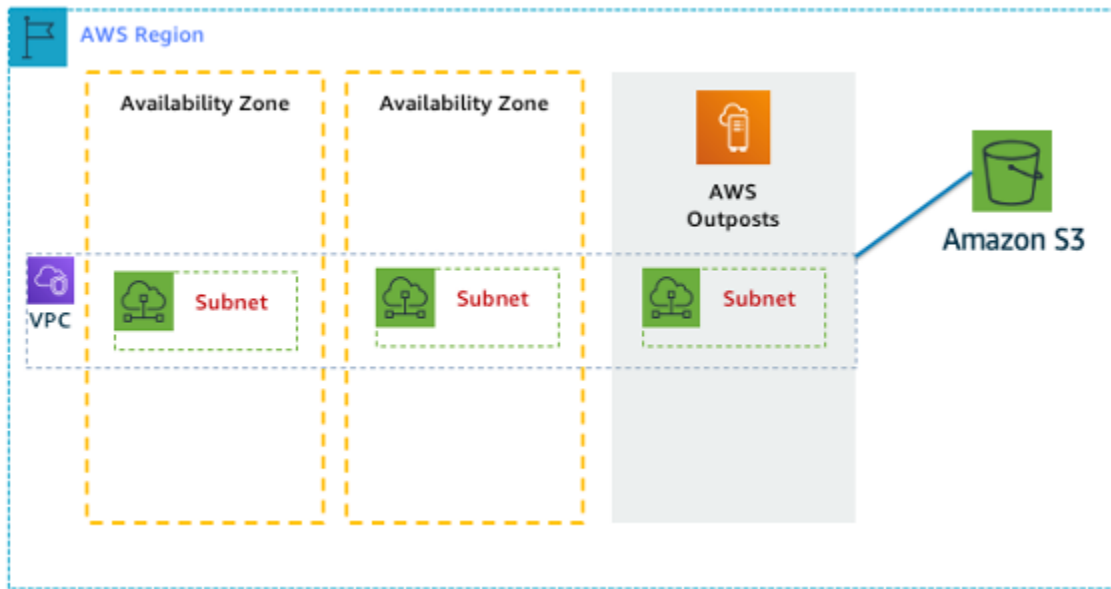 AWS Region
Availability Zone
Availability Zone
AWS
Outposts
Amazon S3
VPC
Subnet
Subnet
Subnet